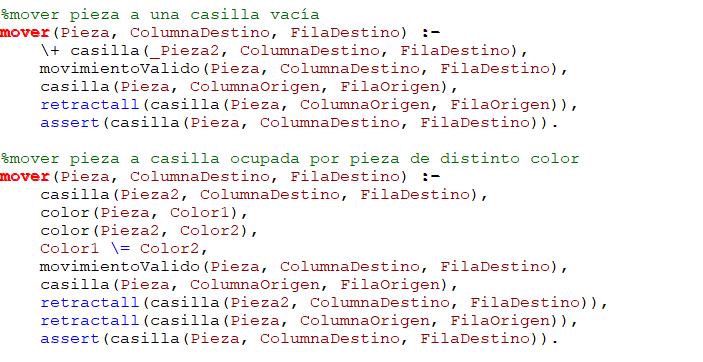 %mover pieza a una casilla vacía
mover(Pieza, ColumnaDestino, FilaDestino) :-
    \+ casilla(_Pieza2, ColumnaDestino, FilaDestino),
    movimientoValido(Pieza, ColumnaDestino, FilaDestino),
    casilla(Pieza, ColumnaOrigen, FilaOrigen),
    retractall(casilla(Pieza, ColumnaOrigen, FilaOrigen)),
    assert(casilla(Pieza, ColumnaDestino, FilaDestino)).

%mover pieza a casilla ocupada por pieza de distinto color
mover(Pieza, ColumnaDestino, FilaDestino) :-
    casilla(Pieza2, ColumnaDestino, FilaDestino),
    color(Pieza, Color1),
    color(Pieza2, Color2),
    Color1 \= Color2,
    movimientoValido(Pieza, ColumnaDestino, FilaDestino),
    casilla(Pieza, ColumnaOrigen, FilaOrigen),
    retractall(casilla(Pieza2, ColumnaDestino, FilaDestino)),
    retractall(casilla(Pieza, ColumnaOrigen, FilaOrigen)),
    assert(casilla(Pieza, ColumnaDestino, FilaDestino)).